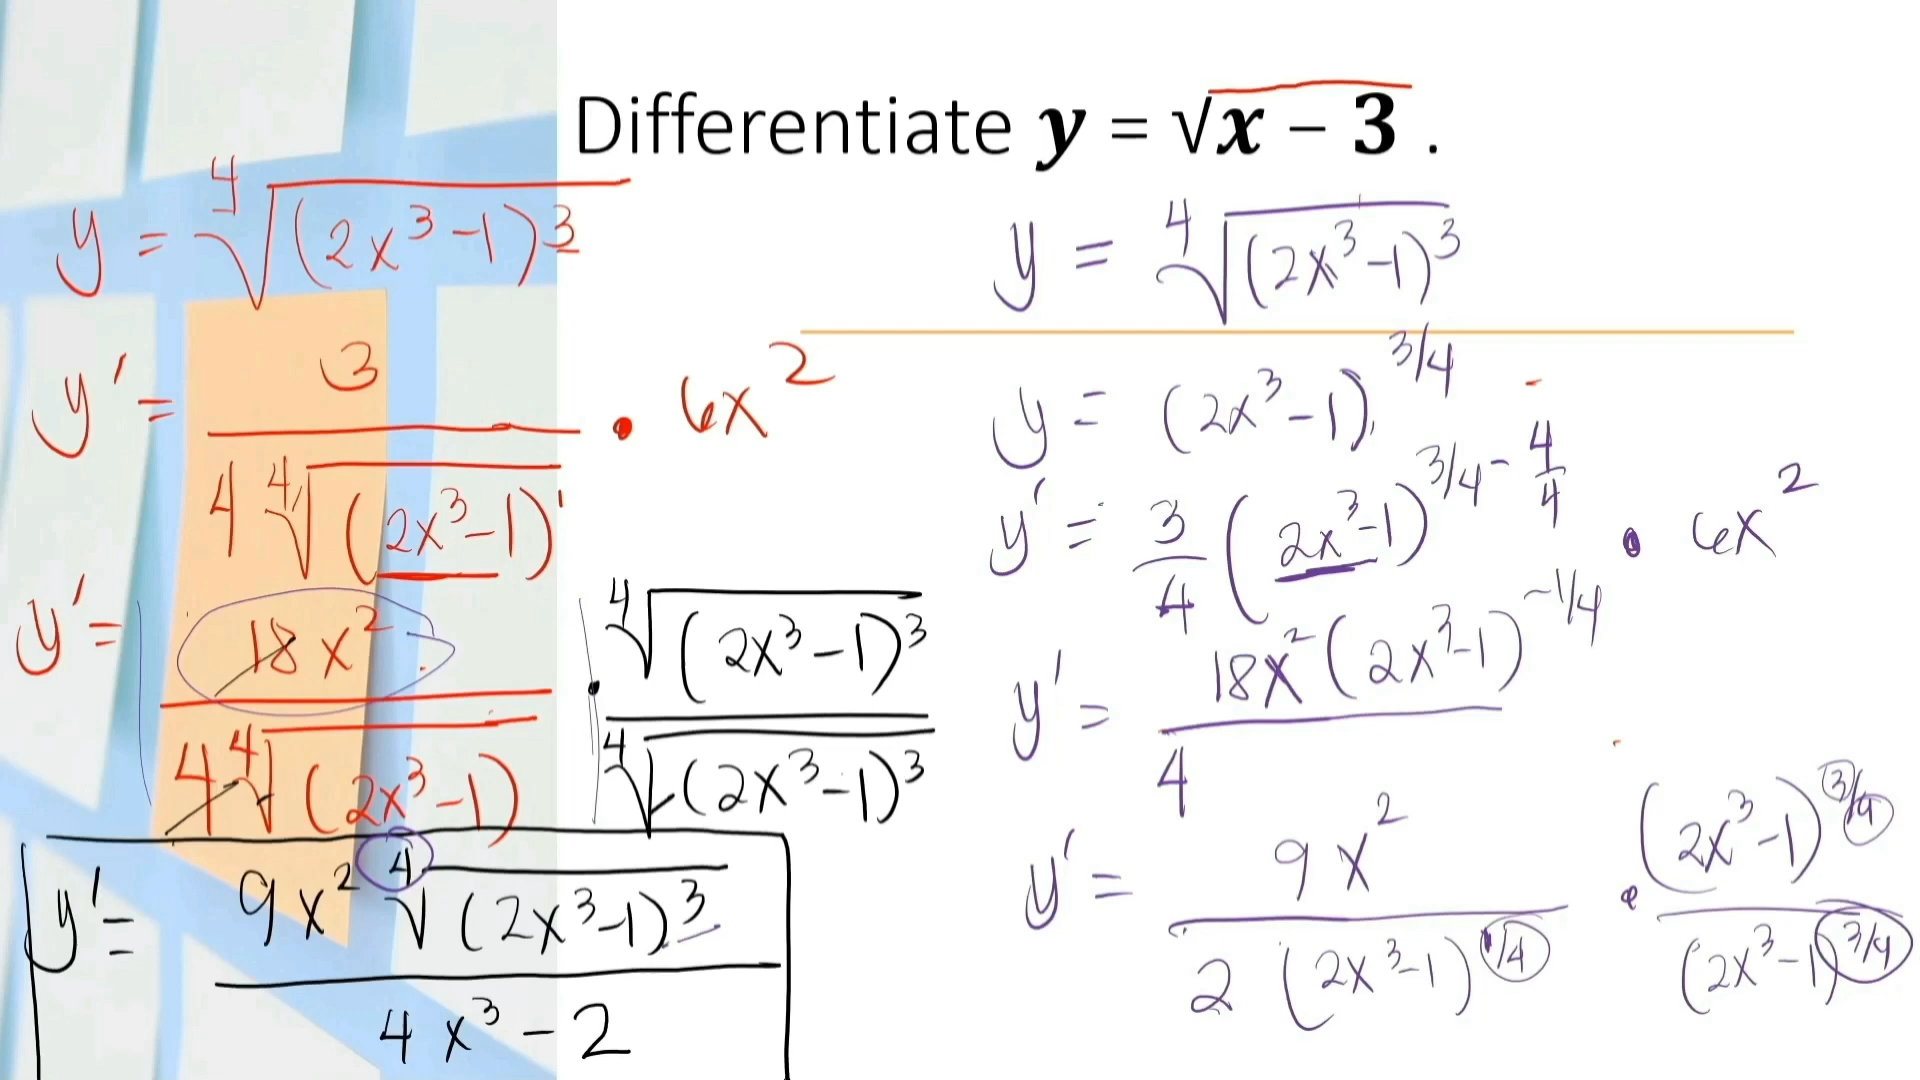 Differentiate y = √x − 3 .
y = ⁴√(2x³−1)³
y' = 3 / 4 ⁴√(2x³−1)¹ • 6x²
y' = 18x² / 4 ⁴√(2x³−1) • ⁴√(2x³−1)³ / ⁴√(2x³−1)³
y' = 9x² ⁴√(2x³−1)³ / 4x³ − 2
y = ⁴√(2x³−1)³
y = (2x³−1)^3/4
y' = 3/4 (2x³−1)^3/4 − 4/4 • 6x²
y' = 18x² (2x³−1)^−1/4 / 4
y' = 9x² / 2 (2x³−1)^1/4 • (2x³−1)^3/4 / (2x³−1)^3/4